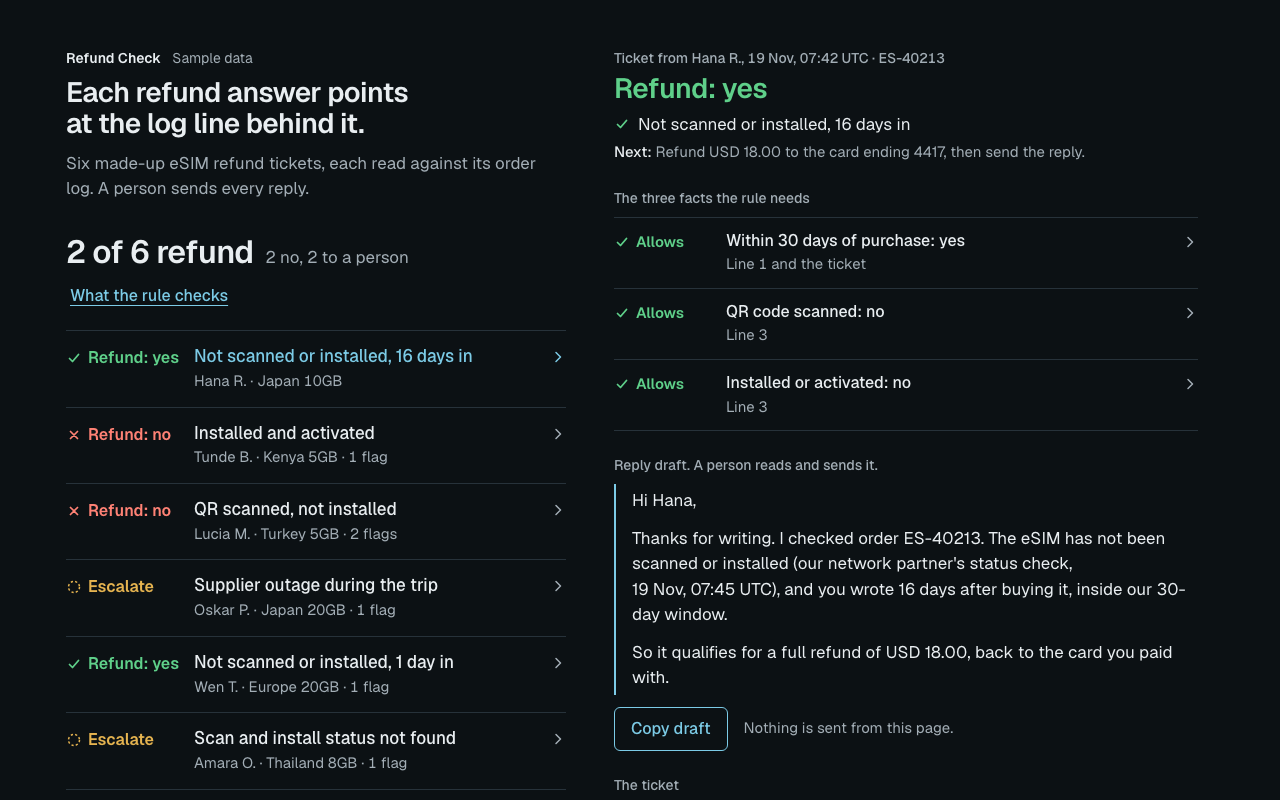 Refund Check Sample data
Each refund answer points
at the log line behind it.
Six made-up eSIM refund tickets, each read against its order
log. A person sends every reply.
2 of 6 refund 2 no, 2 to a person
What the rule checks
Refund: yes Not scanned or installed, 16 days in
Hana R. · Japan 10GB
Refund: no Installed and activated
Tunde B. · Kenya 5GB · 1 flag
Refund: no QR scanned, not installed
Lucia M. · Turkey 5GB · 2 flags
Escalate Supplier outage during the trip
Oskar P. · Japan 20GB · 1 flag
Refund: yes Not scanned or installed, 1 day in
Wen T. · Europe 20GB · 1 flag
Escalate Scan and install status not found
Amara O. · Thailand 8GB · 1 flag
Ticket from Hana R., 19 Nov, 07:42 UTC · ES-40213
Refund: yes
Not scanned or installed, 16 days in
Next: Refund USD 18.00 to the card ending 4417, then send the reply.
The three facts the rule needs
Allows Within 30 days of purchase: yes
Line 1 and the ticket
Allows QR code scanned: no
Line 3
Allows Installed or activated: no
Line 3
Reply draft. A person reads and sends it.
Hi Hana,
Thanks for writing. I checked order ES-40213. The eSIM has not been
scanned or installed (our network partner's status check,
19 Nov, 07:45 UTC), and you wrote 16 days after buying it, inside our 30-
day window.
So it qualifies for a full refund of USD 18.00, back to the card you paid
with.
Copy draft Nothing is sent from this page.
The ticket